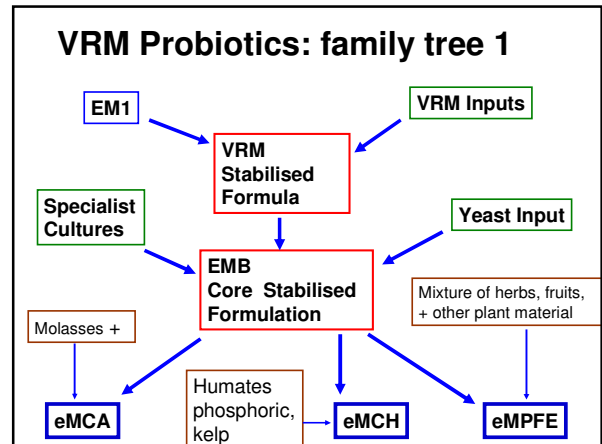 VRM Probiotics: family tree 1
EM1
VRM Inputs
VRM
Stabilised
Formula
Specialist
Cultures
Yeast Input
EMB
Core Stabilised
Formulation
Molasses +
Mixture of herbs, fruits,
+ other plant material
Humates
phosphoric,
kelp
eMCA
eMCH
eMPFE